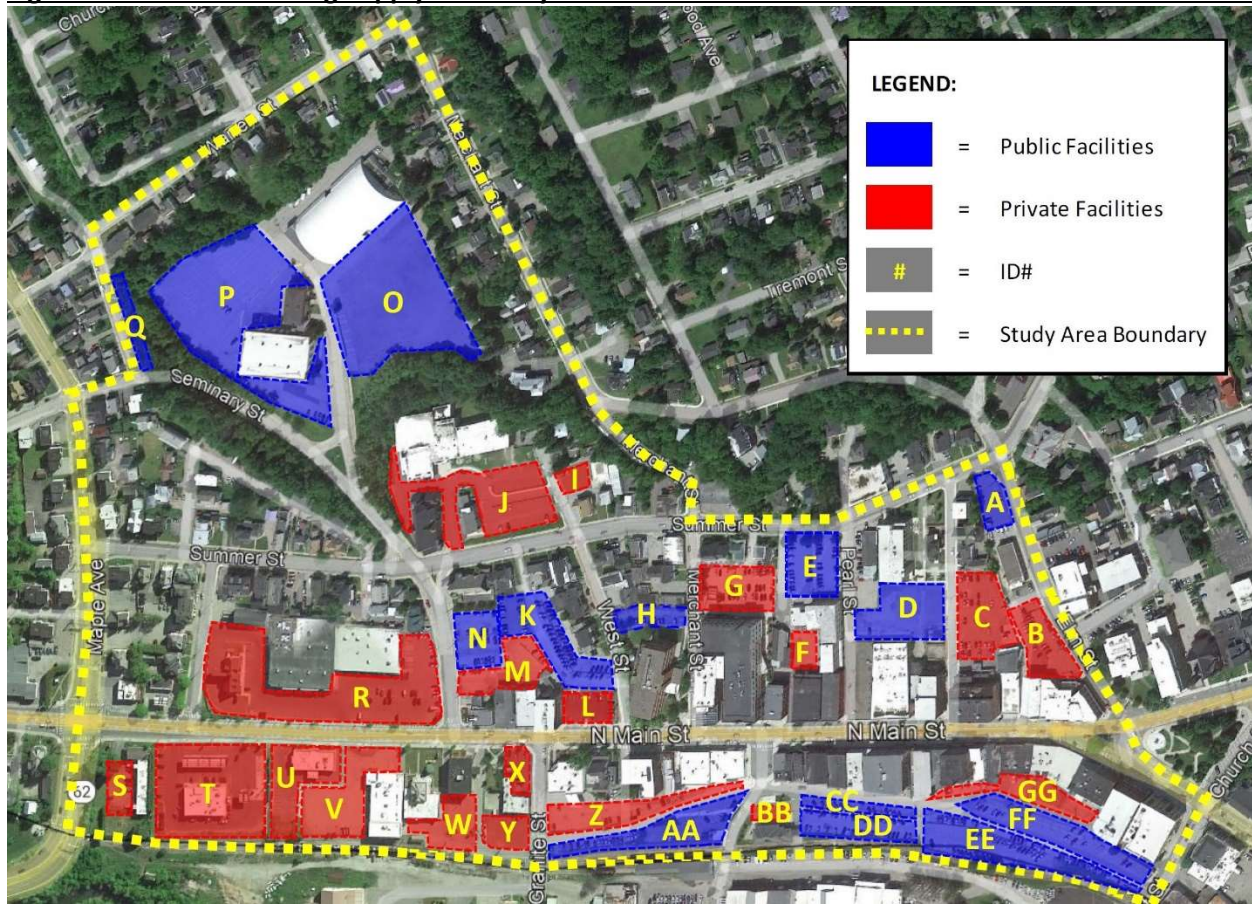 LEGEND:
= Public Facilities
= Private Facilities
# = ID#
= Study Area Boundary
Tremont S
Q
P
O
Seminary St
J
I
A
Summer St
Summer St
Maple Ave
Pearl St
E
D
G
H
K
N
M
F
C
B
West St
Merchant St
R
L
N Main St
N Main St
S
T
U
V
W
X
Y
Z
AA
BB
CC
DD
EE
FF
GG
62
Granite St
Church